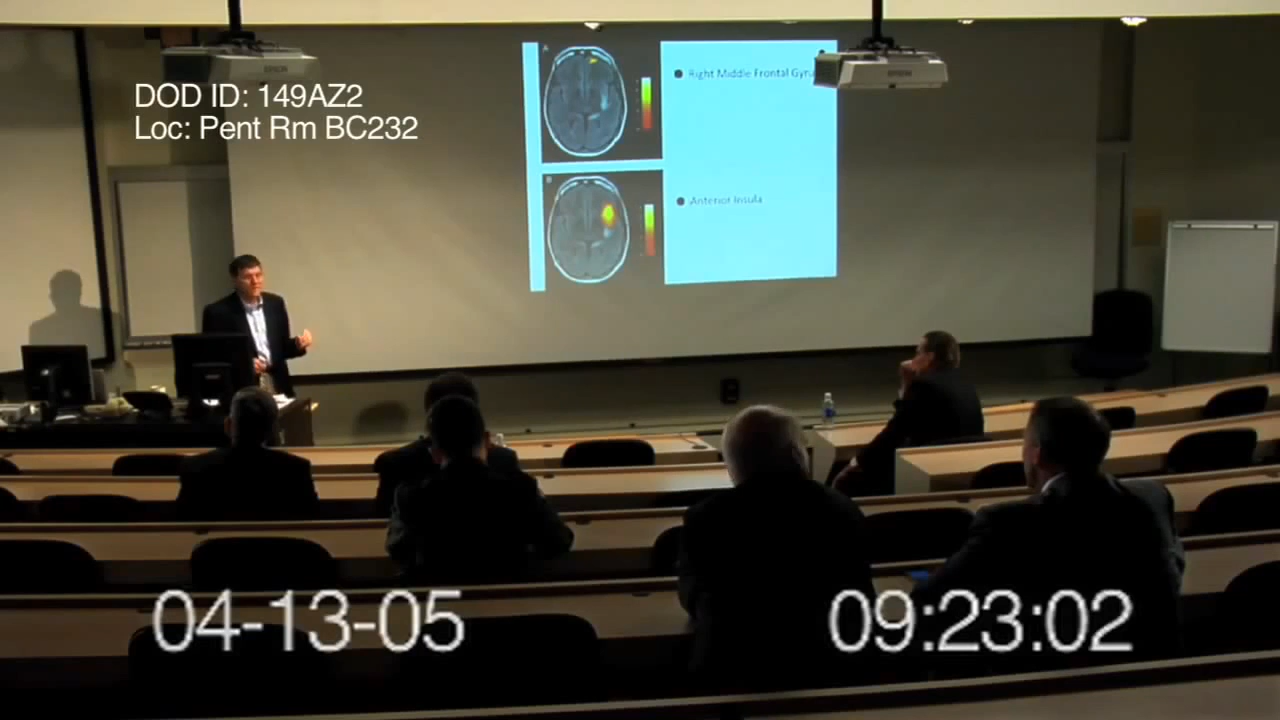 EPSON
EPSON
DOD ID: 149AZ2
Loc: Pent Rm BC232
A
Right Middle Frontal Gyru
B
Anterior Insula
04-13-05
09:23:02